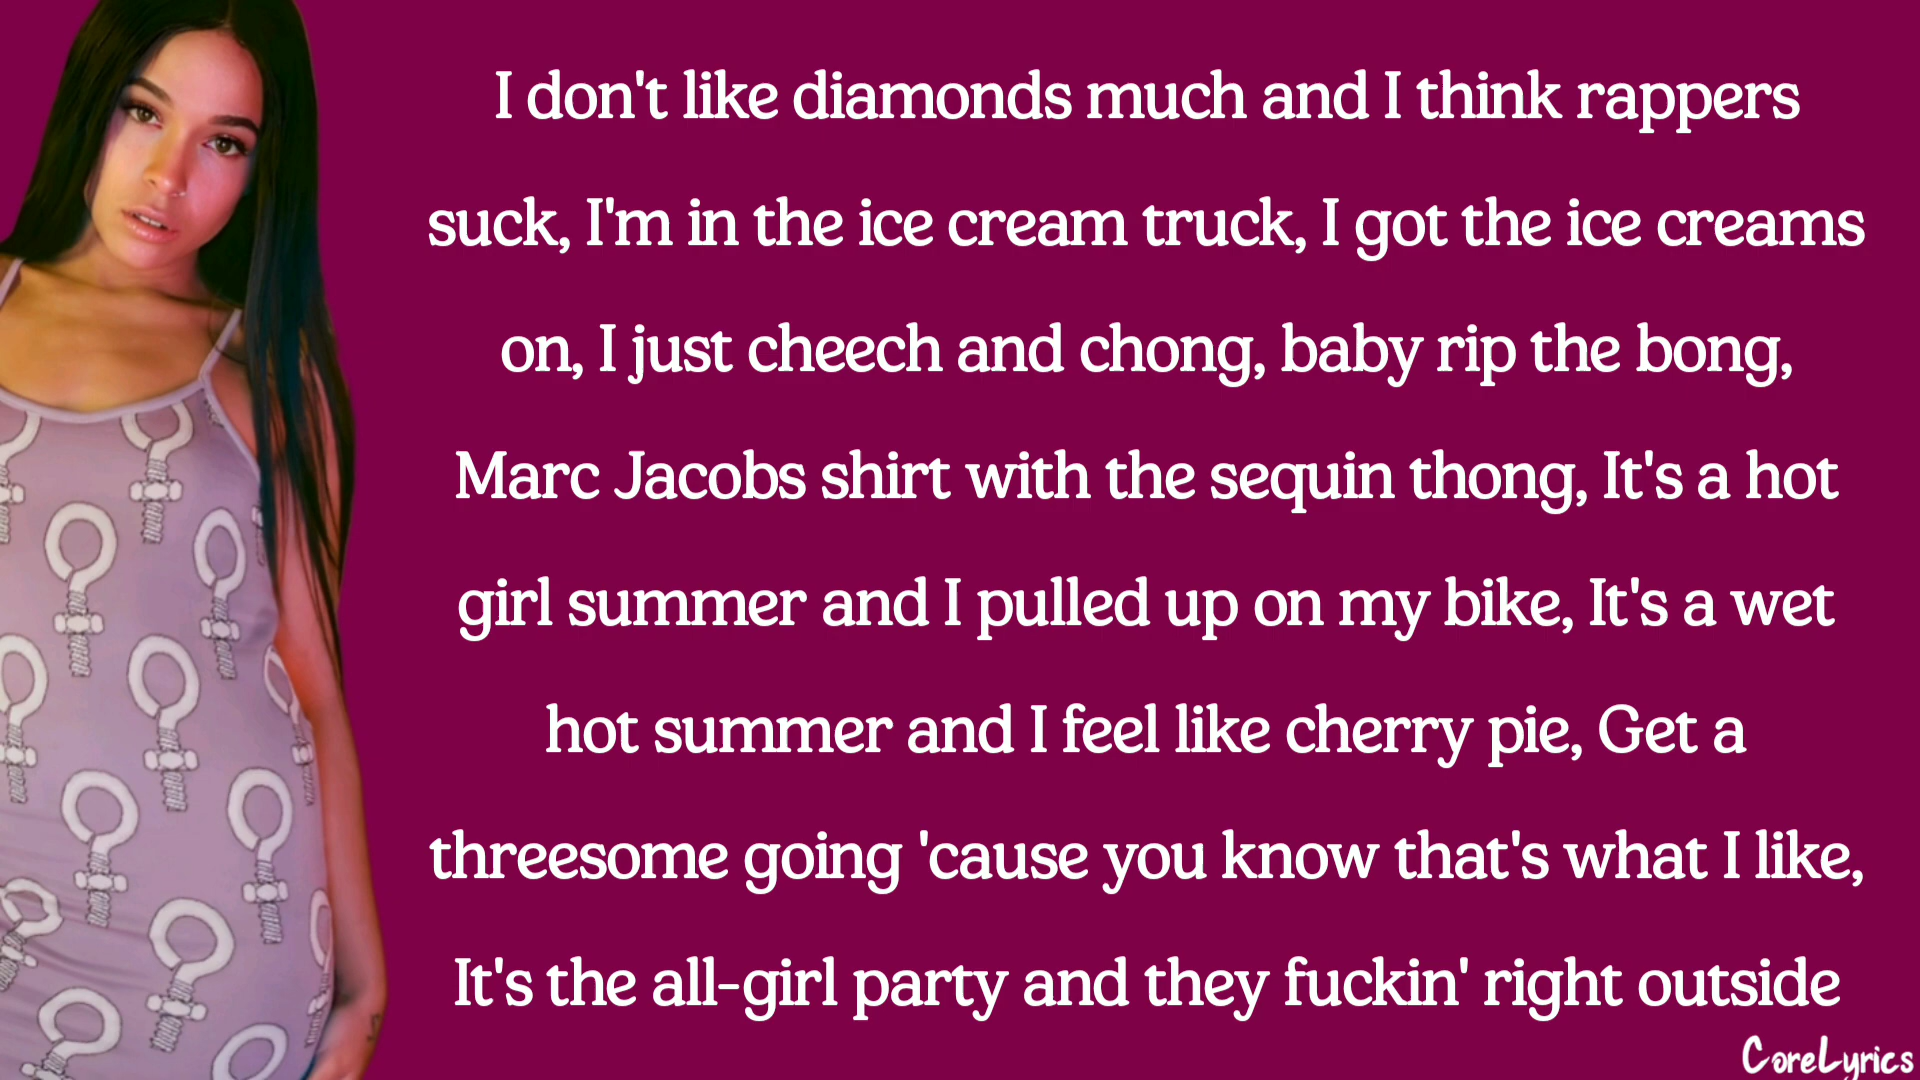 I don't like diamonds much and I think rappers
suck, I'm in the ice cream truck, I got the ice creams
on, I just cheech and chong, baby rip the bong,
Marc Jacobs shirt with the sequin thong, It's a hot
girl summer and I pulled up on my bike, It's a wet
hot summer and I feel like cherry pie, Get a
threesome going 'cause you know that's what I like,
It's the all-girl party and they fuckin' right outside
CoreLyrics